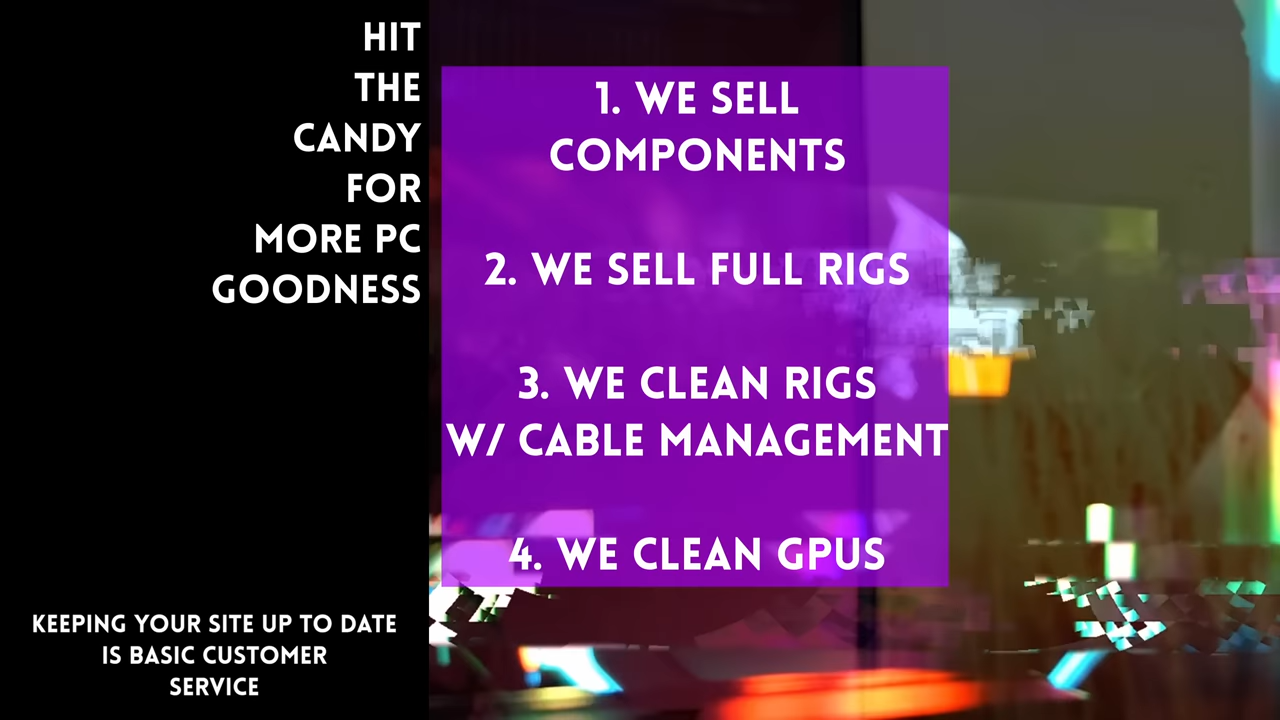 HIT
THE
CANDY
FOR
MORE PC
GOODNESS
1. WE SELL
COMPONENTS
2. WE SELL FULL RIGS
3. WE CLEAN RIGS
W/ CABLE MANAGEMENT
4. WE CLEAN GPUS
KEEPING YOUR SITE UP TO DATE
IS BASIC CUSTOMER
SERVICE